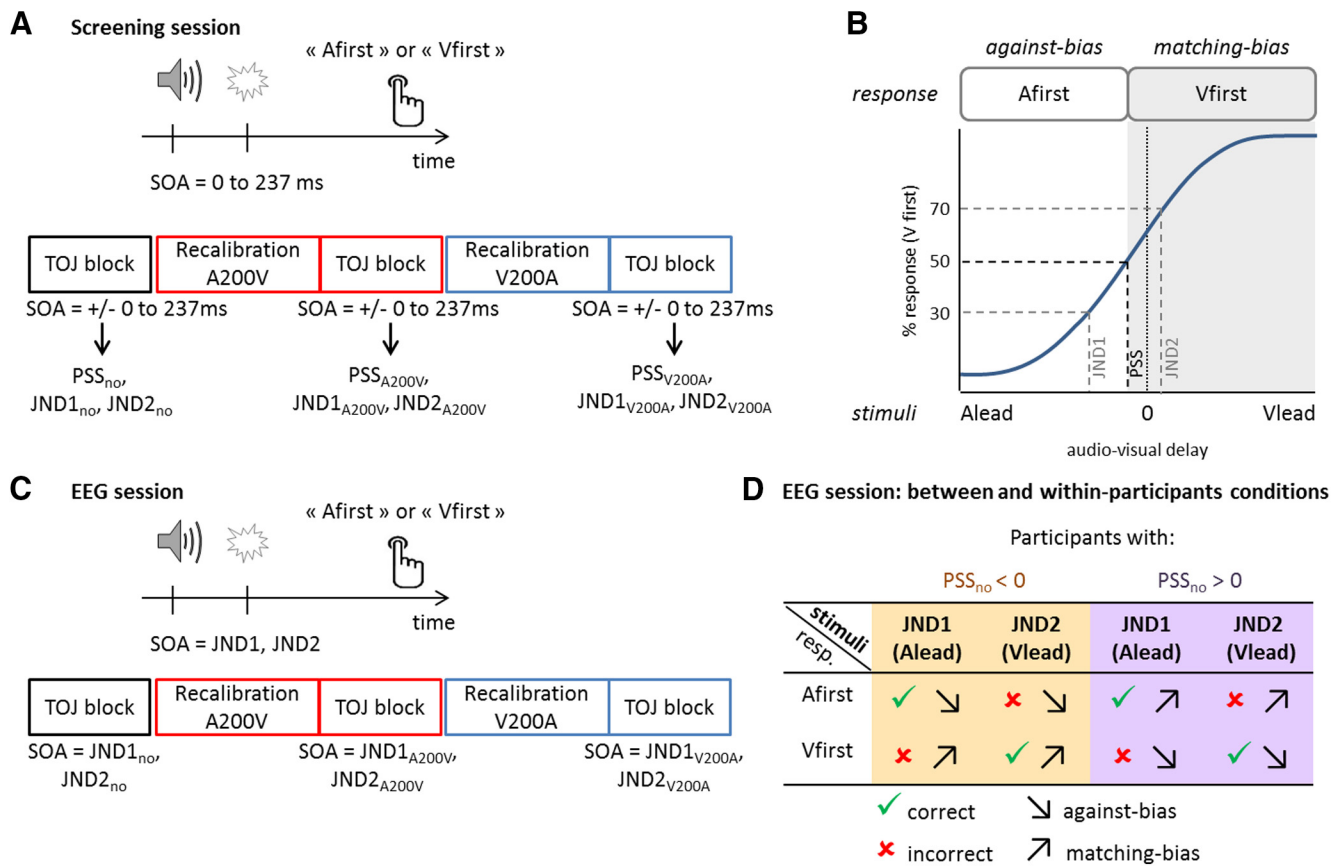 A Screening session
« Afirst » or « Vfirst »
time
SOA = 0 to 237 ms
TOJ block
Recalibration
A200V
TOJ block
Recalibration
V200A
TOJ block
SOA = +/- 0 to 237ms
SOA = +/- 0 to 237ms
SOA = +/- 0 to 237ms
PSSno,
JND1no, JND2no
PSSA200V,
JND1A200V, JND2A200V
PSSV200A,
JND1V200A, JND2V200A
B
against-bias matching-bias
response Afirst Vfirst
% response (V first)
70
50
30
JND1
PSS
JND2
stimuli Alead 0 Vlead
audio-visual delay
C EEG session
« Afirst » or « Vfirst »
time
SOA = JND1, JND2
TOJ block
Recalibration
A200V
TOJ block
Recalibration
V200A
TOJ block
SOA = JND1no,
JND2no
SOA = JND1A200V,
JND2A200V
SOA = JND1V200A,
JND2V200A
D EEG session: between and within-participants conditions
Participants with:
PSSno < 0 PSSno > 0
stimuli
resp.
JND1
(Alead)
JND2
(Vlead)
JND1
(Alead)
JND2
(Vlead)
Afirst
Vfirst
correct against-bias
incorrect matching-bias